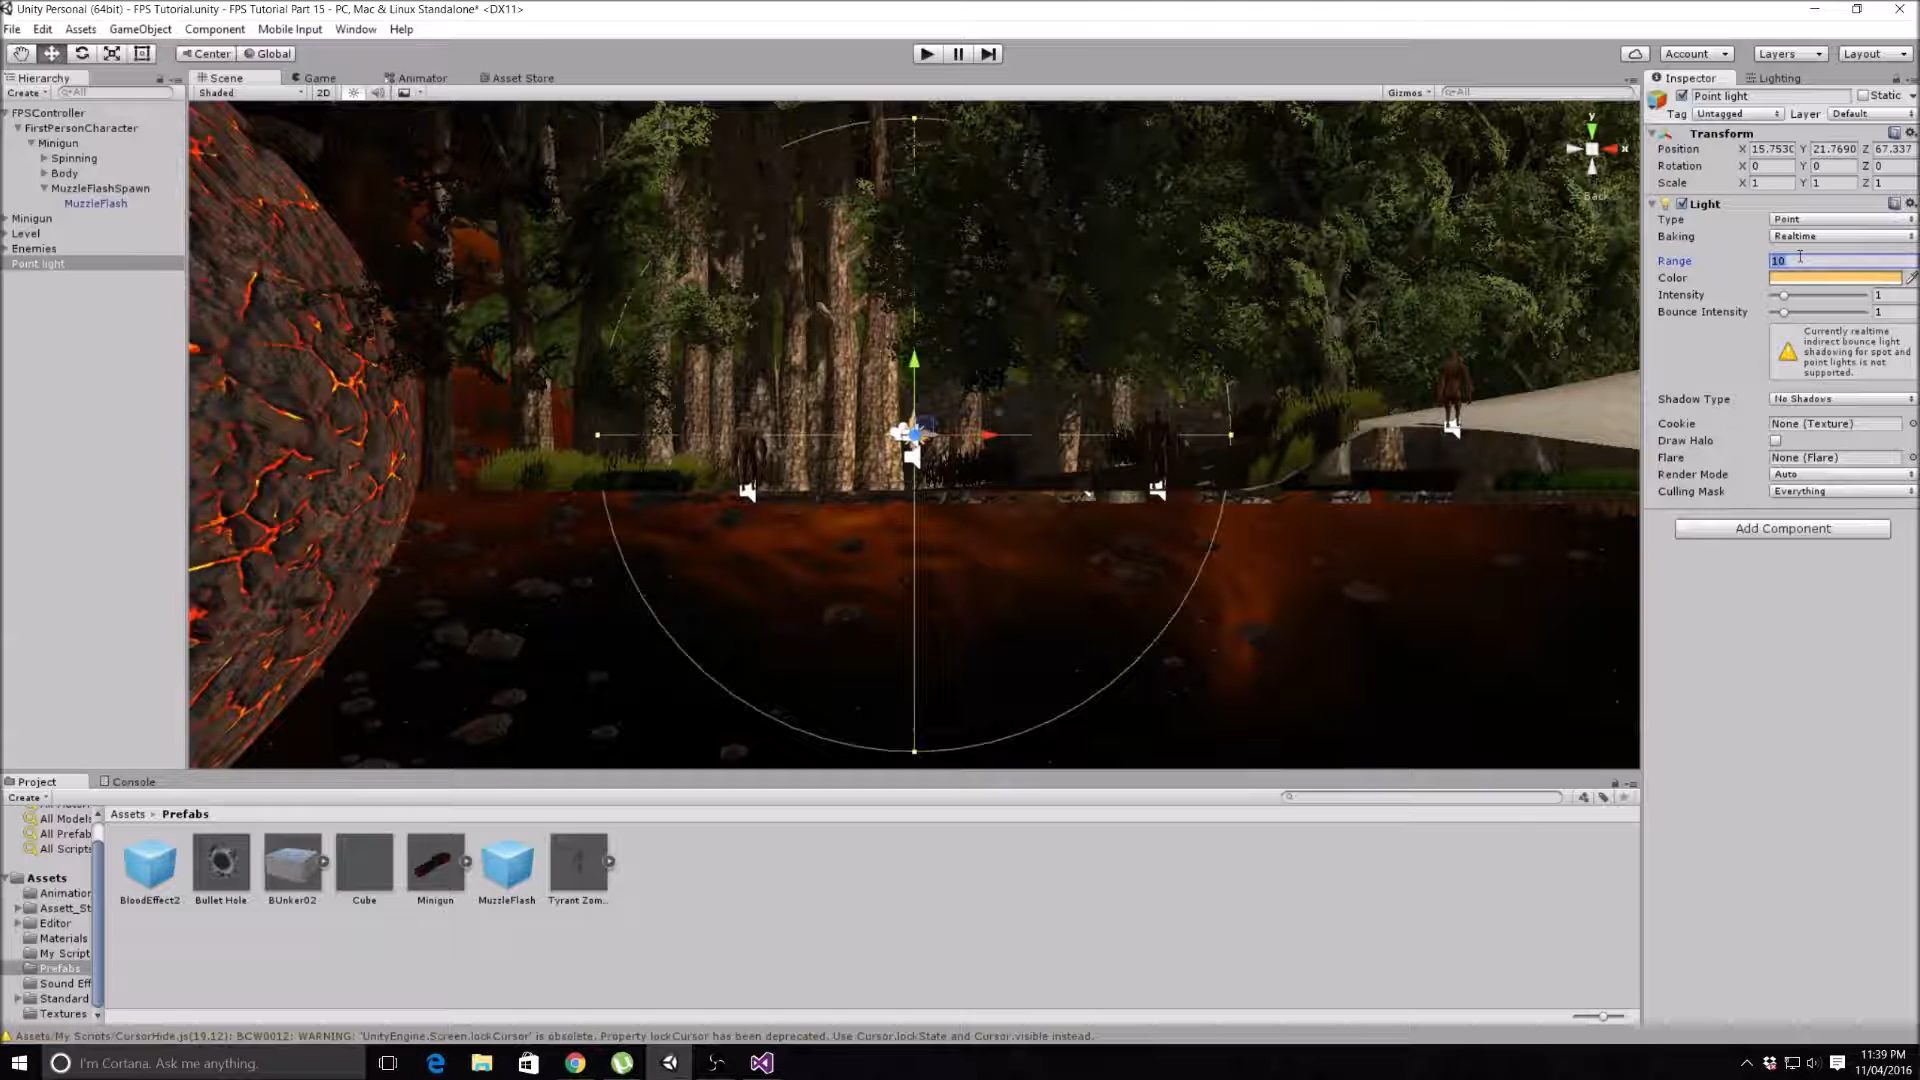 Unity Personal (64bit) - FPS Tutorial.unity - FPS Tutorial Part 15 - PC, Mac & Linux Standalone* <DX11>
File Edit Assets GameObject Component Mobile Input Window Help
Center Global Account Layers Layout
Hierarchy
Create All
FPSController
FirstPersonCharacter
Minigun
Spinning
Body
MuzzleFlashSpawn
MuzzleFlash
Minigun
Level
Enemies
Point light
Scene Game Animator Asset Store
Shaded 2D Gizmos All
y
x
Back
Inspector Lighting
Point light Static
Tag Untagged Layer Default
Transform
Position X 15.753 Y 21.7690 Z 67.337
Rotation X 0 Y 0 Z 0
Scale X 1 Y 1 Z 1
Light
Type Point
Baking Realtime
Range 10
Color
Intensity 1
Bounce Intensity 1
Currently realtime
indirect bounce light
shadowing for spot and
point lights is not
supported.
Shadow Type No Shadows
Cookie None (Texture)
Draw Halo
Flare None (Flare)
Render Mode Auto
Culling Mask Everything
Add Component
Project Console
Create
All Models
All Prefab
All Scripts
Assets
Animation
Assett_St
Editor
Materials
My Script
Prefabs
Sound Eff
Standard
Textures
Assets > Prefabs
BloodEffect2 Bullet Hole BUnker02 Cube Minigun MuzzleFlash Tyrant Zom...
Assets/My Scripts/CursorHide.js(19,12): BCW0012: WARNING: 'UnityEngine.Screen.lockCursor' is obsolete. Property lockCursor has been deprecated. Use Cursor.lockState and Cursor.visible instead.
I'm Cortana. Ask me anything.
11:39 PM
11/04/2016